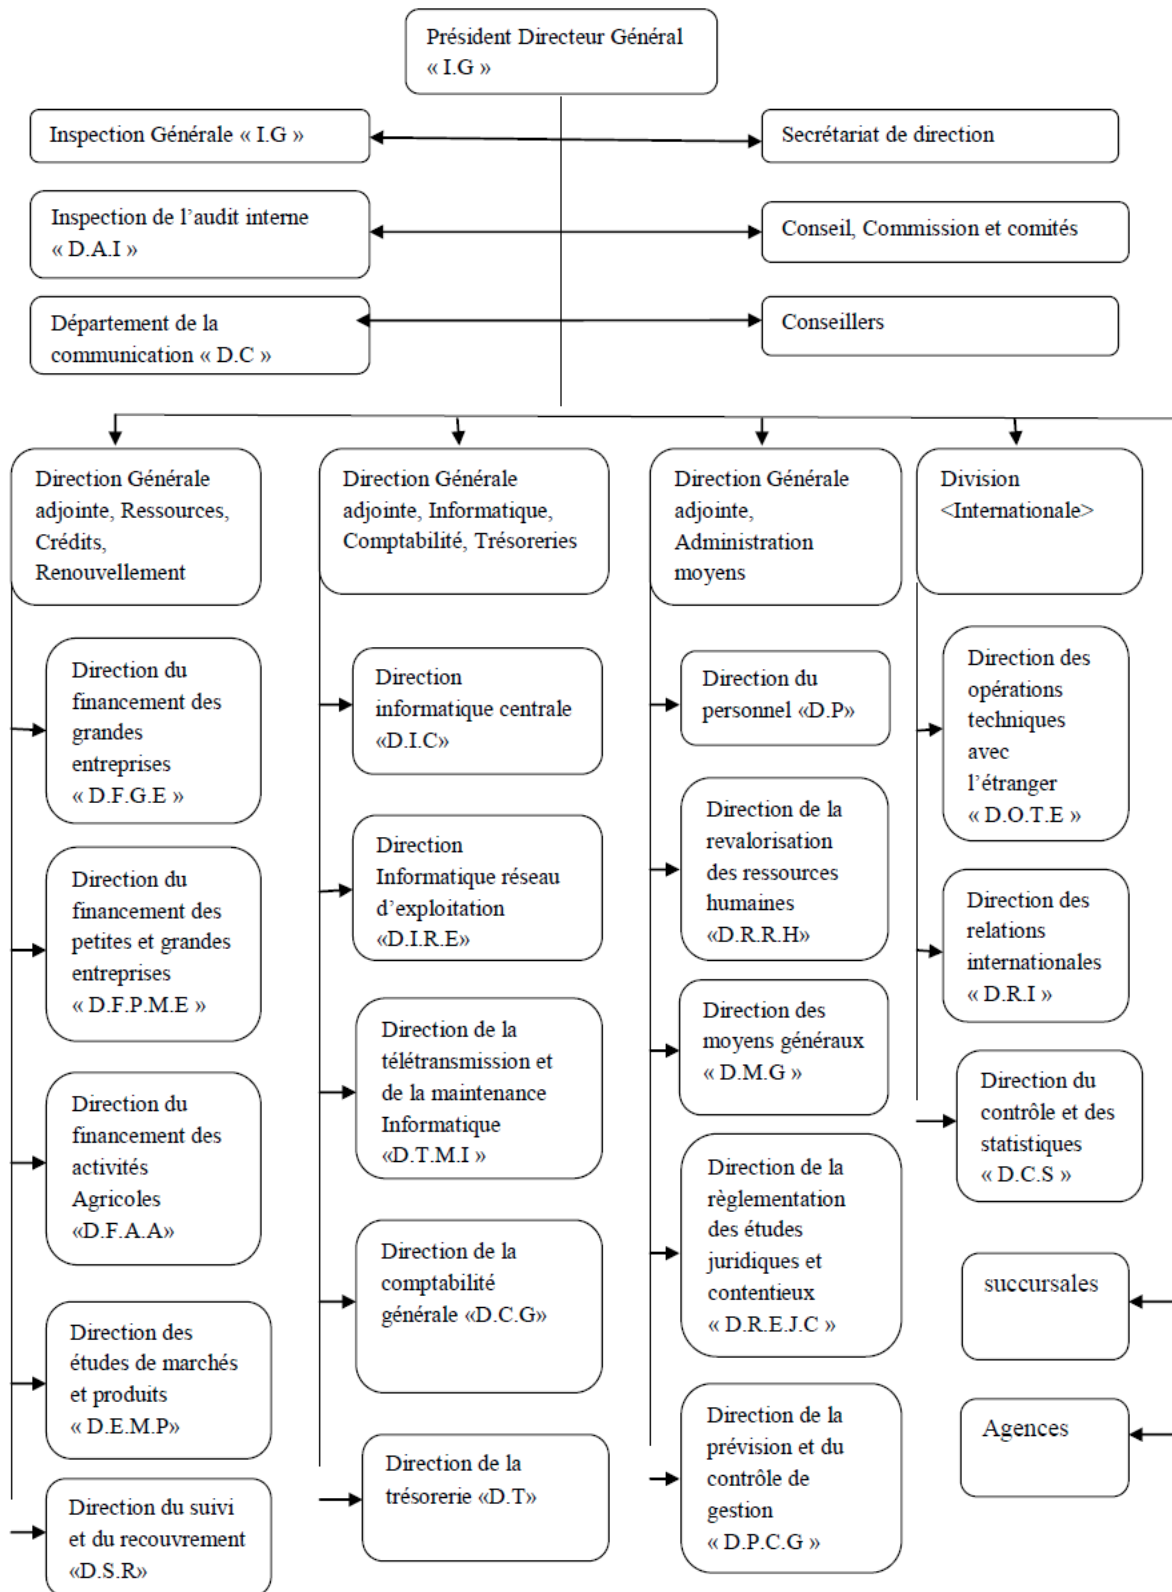 Président Directeur Général
« I.G »
Inspection Générale « I.G »
Secrétariat de direction
Inspection de l’audit interne
« D.A.I »
Conseil, Commission et comités
Département de la
communication « D.C »
Conseillers
Direction Générale
adjointe, Ressources,
Crédits,
Renouvellement
Direction Générale
adjointe, Informatique,
Comptabilité, Trésoreries
Direction Générale
adjointe,
Administration
moyens
Division
<Internationale>
Direction du
financement des
grandes
entreprises
« D.F.G.E »
Direction du
financement des
petites et grandes
entreprises
« D.F.P.M.E »
Direction du
financement des
activités
Agricoles
«D.F.A.A»
Direction des
études de marchés
et produits
« D.E.M.P»
Direction du suivi
et du recouvrement
«D.S.R»
Direction
informatique centrale
«D.I.C»
Direction
Informatique réseau
d’exploitation
«D.I.R.E»
Direction de la
télétransmission et
de la maintenance
Informatique
«D.T.M.I »
Direction de la
comptabilité
générale «D.C.G»
Direction de la
trésorerie «D.T»
Direction du
personnel «D.P»
Direction de la
revalorisation
des ressources
humaines
«D.R.R.H»
Direction des
moyens généraux
« D.M.G »
Direction de la
règlementation
des études
juridiques et
contentieux
« D.R.E.J.C »
Direction de la
prévision et du
contrôle de
gestion
« D.P.C.G »
Direction des
opérations
techniques
avec
l’étranger
« D.O.T.E »
Direction des
relations
internationales
« D.R.I »
Direction du
contrôle et des
statistiques
« D.C.S »
succursales
Agences